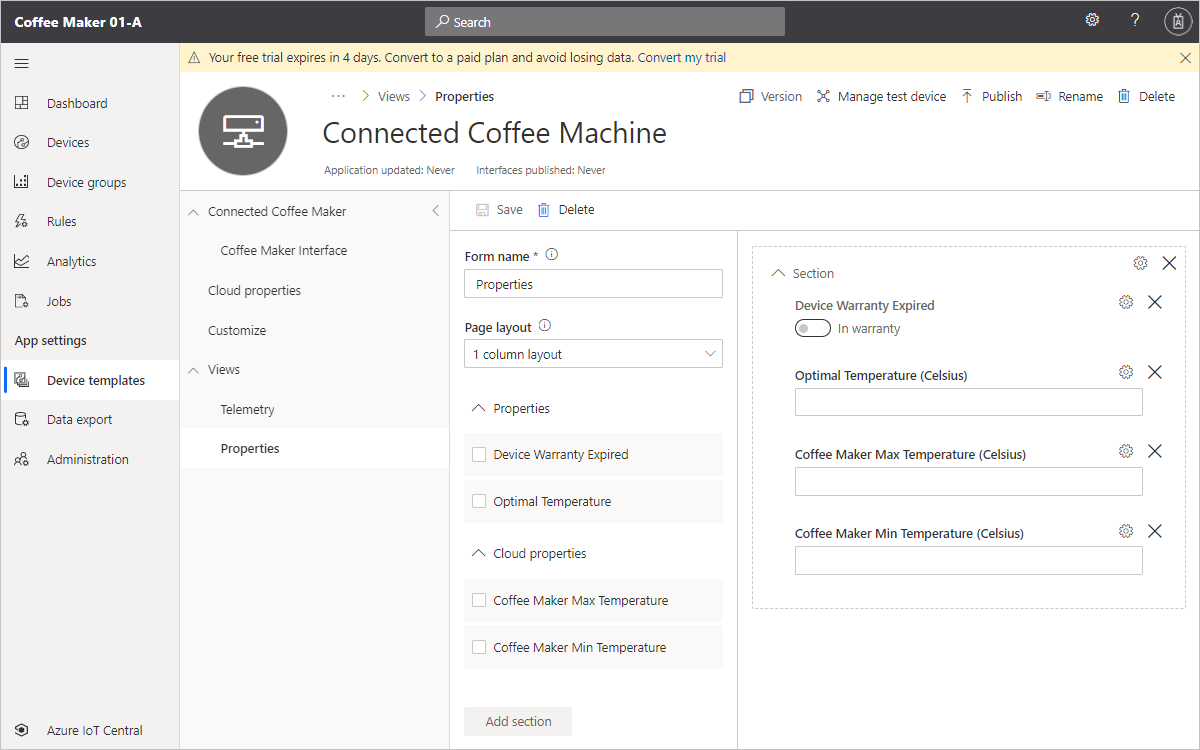 Coffee Maker 01-A
Search
?
Your free trial expires in 4 days. Convert to a paid plan and avoid losing data. Convert my trial
Dashboard
Devices
Device groups
Rules
Analytics
Jobs
App settings
Device templates
Data export
Administration
Azure IoT Central
··· > Views > Properties
Version
Manage test device
Publish
Rename
Delete
Connected Coffee Machine
Application updated: Never
Interfaces published: Never
Connected Coffee Maker
Coffee Maker Interface
Cloud properties
Customize
Views
Telemetry
Properties
Save
Delete
Form name *
Properties
Page layout
1 column layout
Properties
Device Warranty Expired
Optimal Temperature
Cloud properties
Coffee Maker Max Temperature
Coffee Maker Min Temperature
Add section
Section
Device Warranty Expired
In warranty
Optimal Temperature (Celsius)
Coffee Maker Max Temperature (Celsius)
Coffee Maker Min Temperature (Celsius)